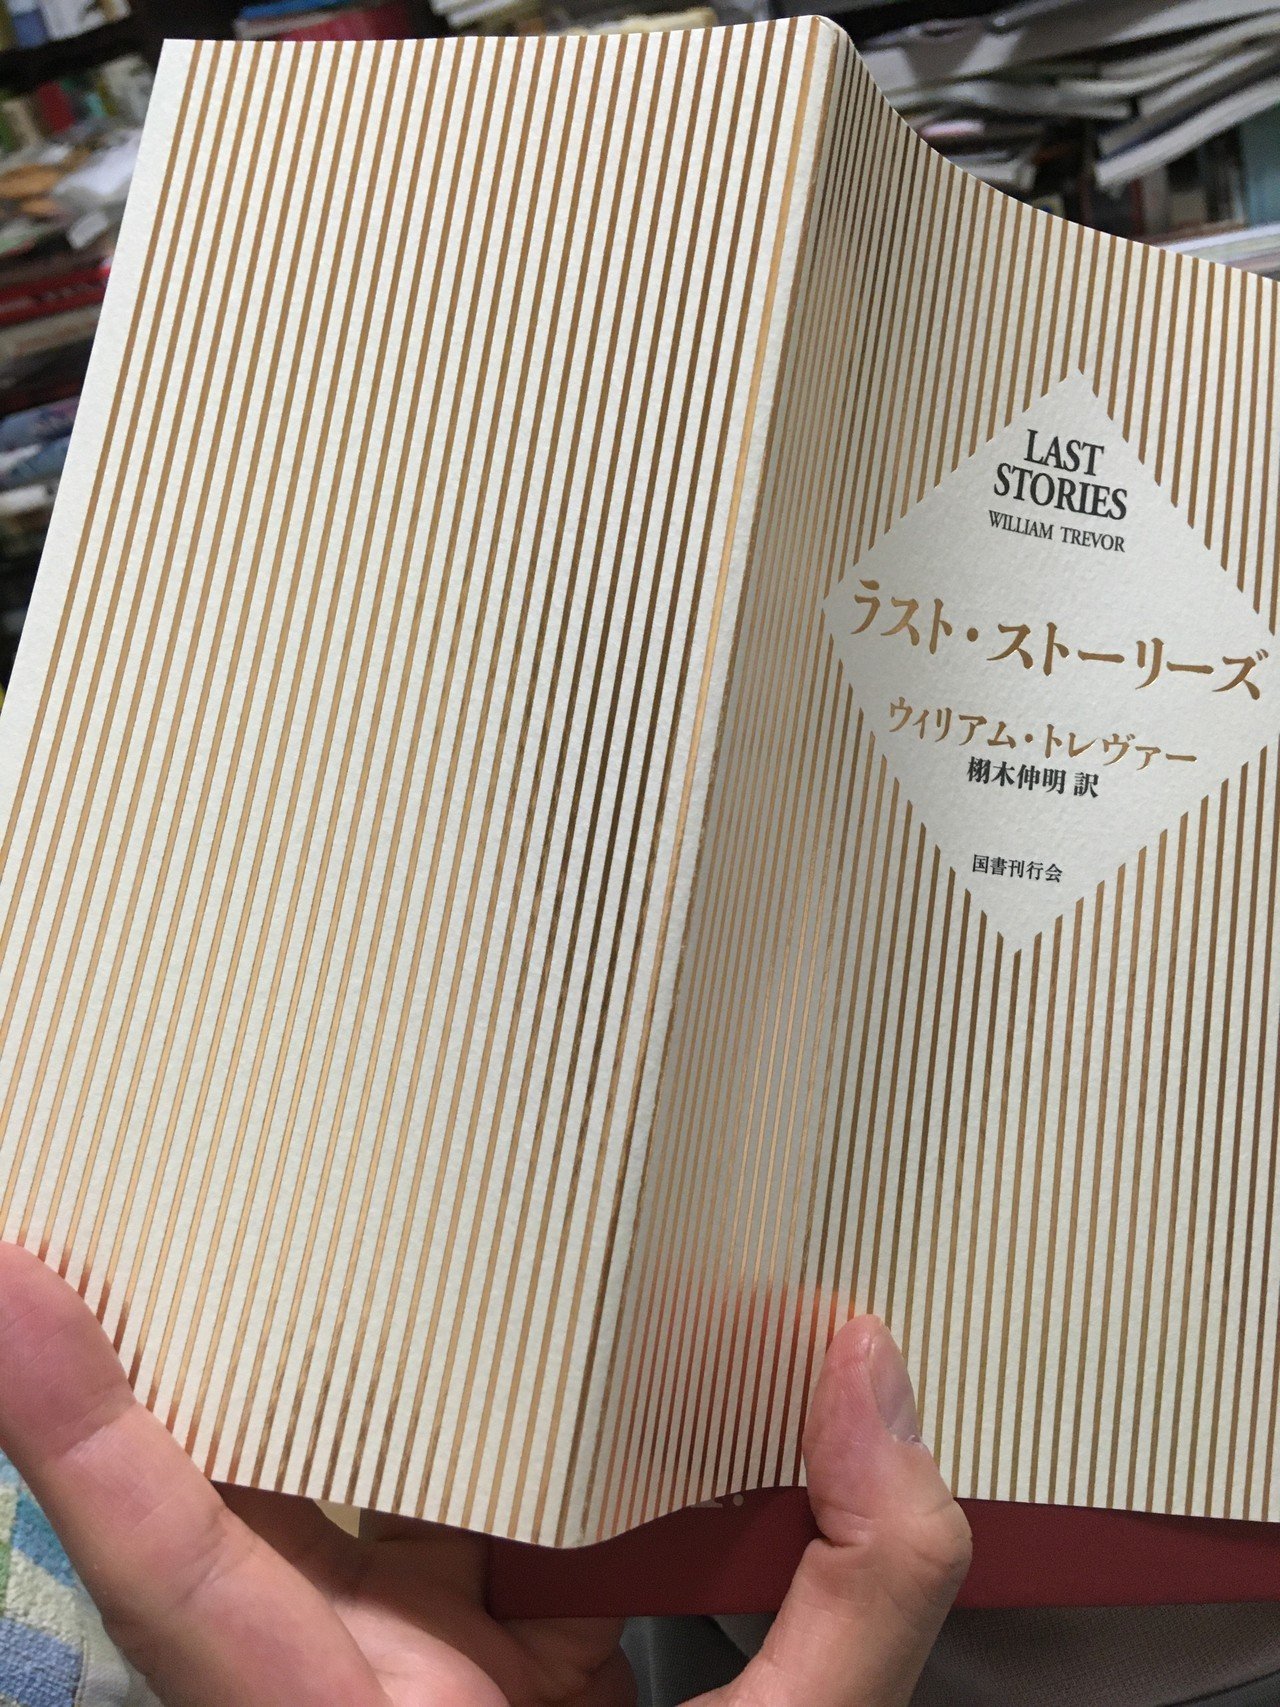 LAST
STORIES
WILLIAM TREVOR
ラスト・ストーリーズ
ウィリアム・トレヴァー
栩木伸明 訳
国書刊行会